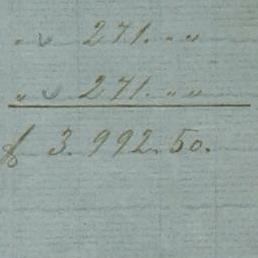 „ „ 271. „ „
„ „ 271. „ „
ƒ 3.992.50.